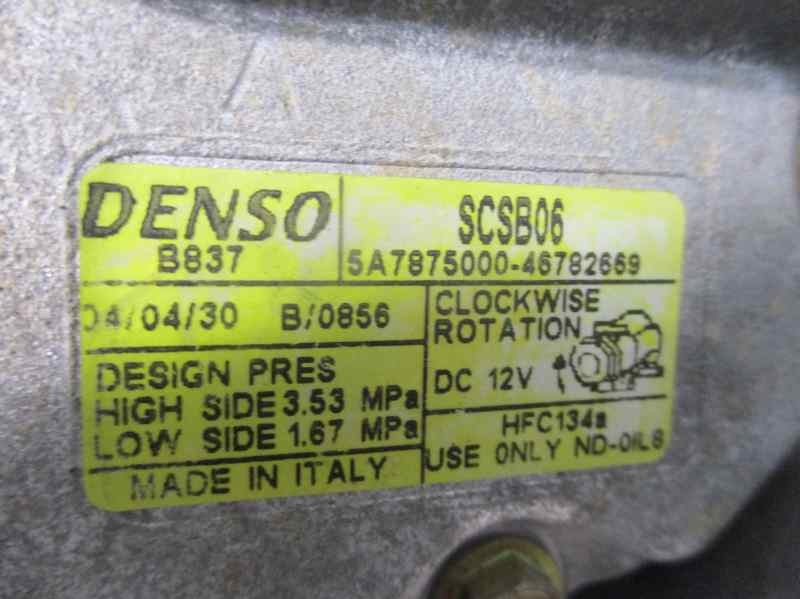 DENSO
B837
SCSB06
5A7875000-46782669
04/04/30 B/0856
CLOCKWISE
ROTATION
DC 12V
DESIGN PRES
HIGH SIDE 3.53 MPa
LOW SIDE 1.67 MPa
HFC134a
USE ONLY ND-OIL8
MADE IN ITALY